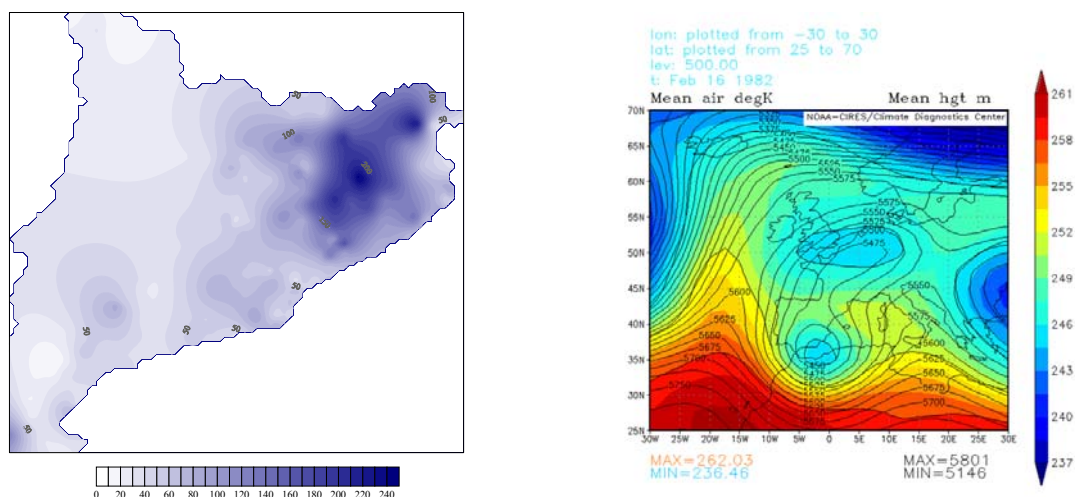 50
100
50
100
200
50
50
50
50
50
0 20 40 60 80 100 120 140 160 180 200 220 240
lon: plotted from −30 to 30
lat: plotted from 25 to 70
lev: 500.00
t: Feb 16 1982
Mean air degK Mean hgt m
NOAA−CIRES/Climate Diagnostics Center
70N
65N
60N
55N
50N
45N
40N
35N
30N
25N
5375
5450
5475
5500
5550
5575
5575
5550
5525
5500
5475
5550
5600
5575
5625
5600
5650
5625
5675
5650
5700
5675
5750
5700
5450
30W 25W 20W 15W 10W 5W 0 5E 10E 15E 20E 25E 30E
MAX=262.03 MAX=5801
MIN=236.46 MIN=5146
261
258
255
252
249
246
243
240
237